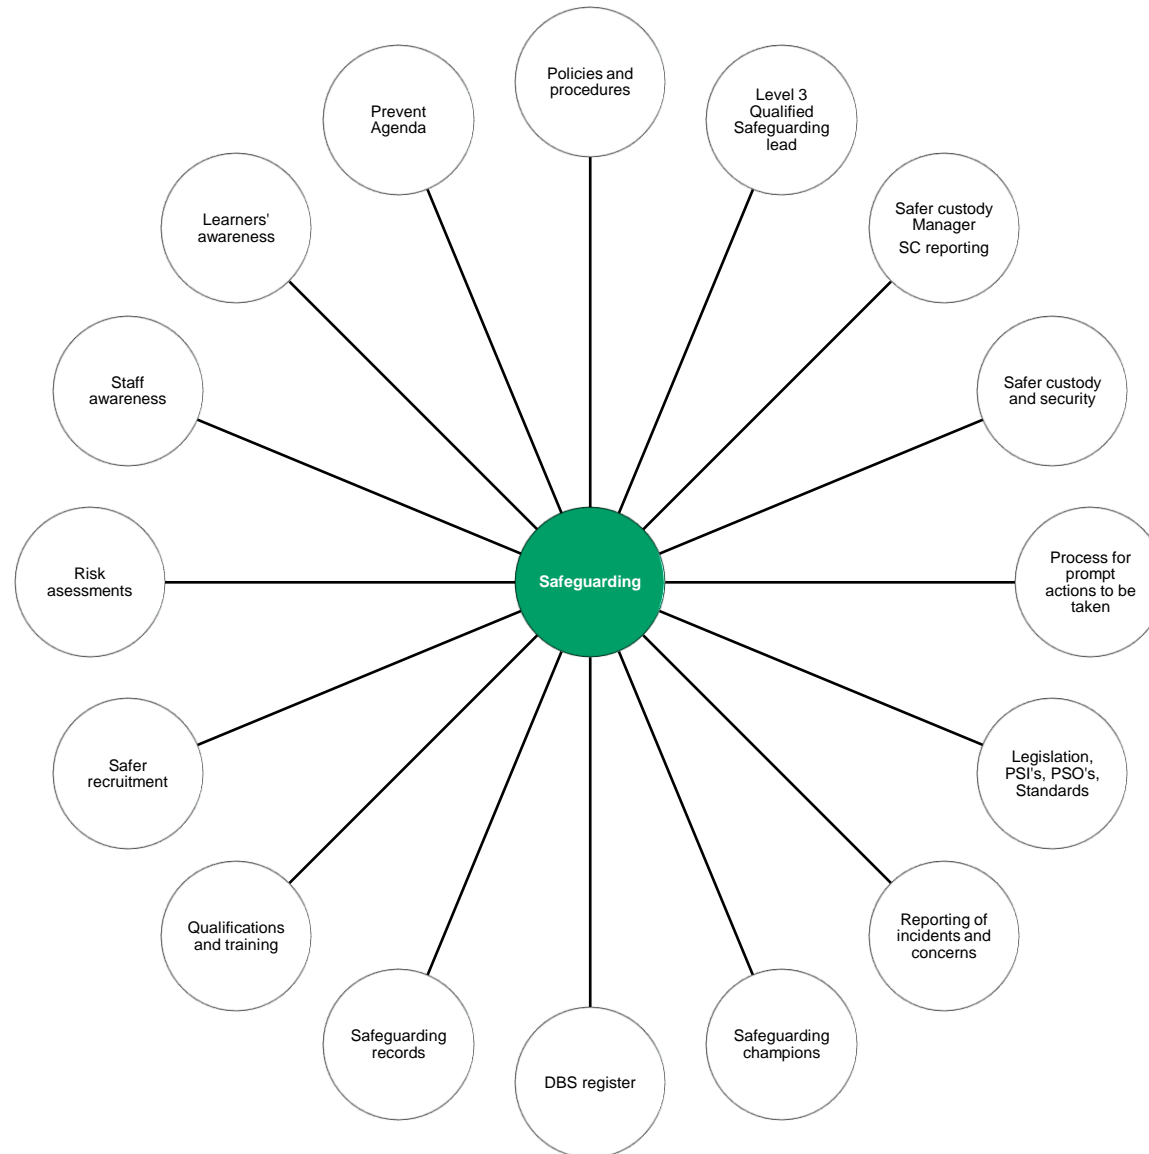 Policies and
procedures
Level 3
Qualified
Safeguarding
lead
Safer custody
Manager
SC reporting
Safer custody
and security
Process for
prompt
actions to be
taken
Legislation,
PSI's, PSO's,
Standards
Reporting of
incidents and
concerns
Safeguarding
champions
DBS register
Safeguarding
records
Qualifications
and training
Safer
recruitment
Risk
asessments
Staff
awareness
Learners'
awareness
Prevent
Agenda
Safeguarding